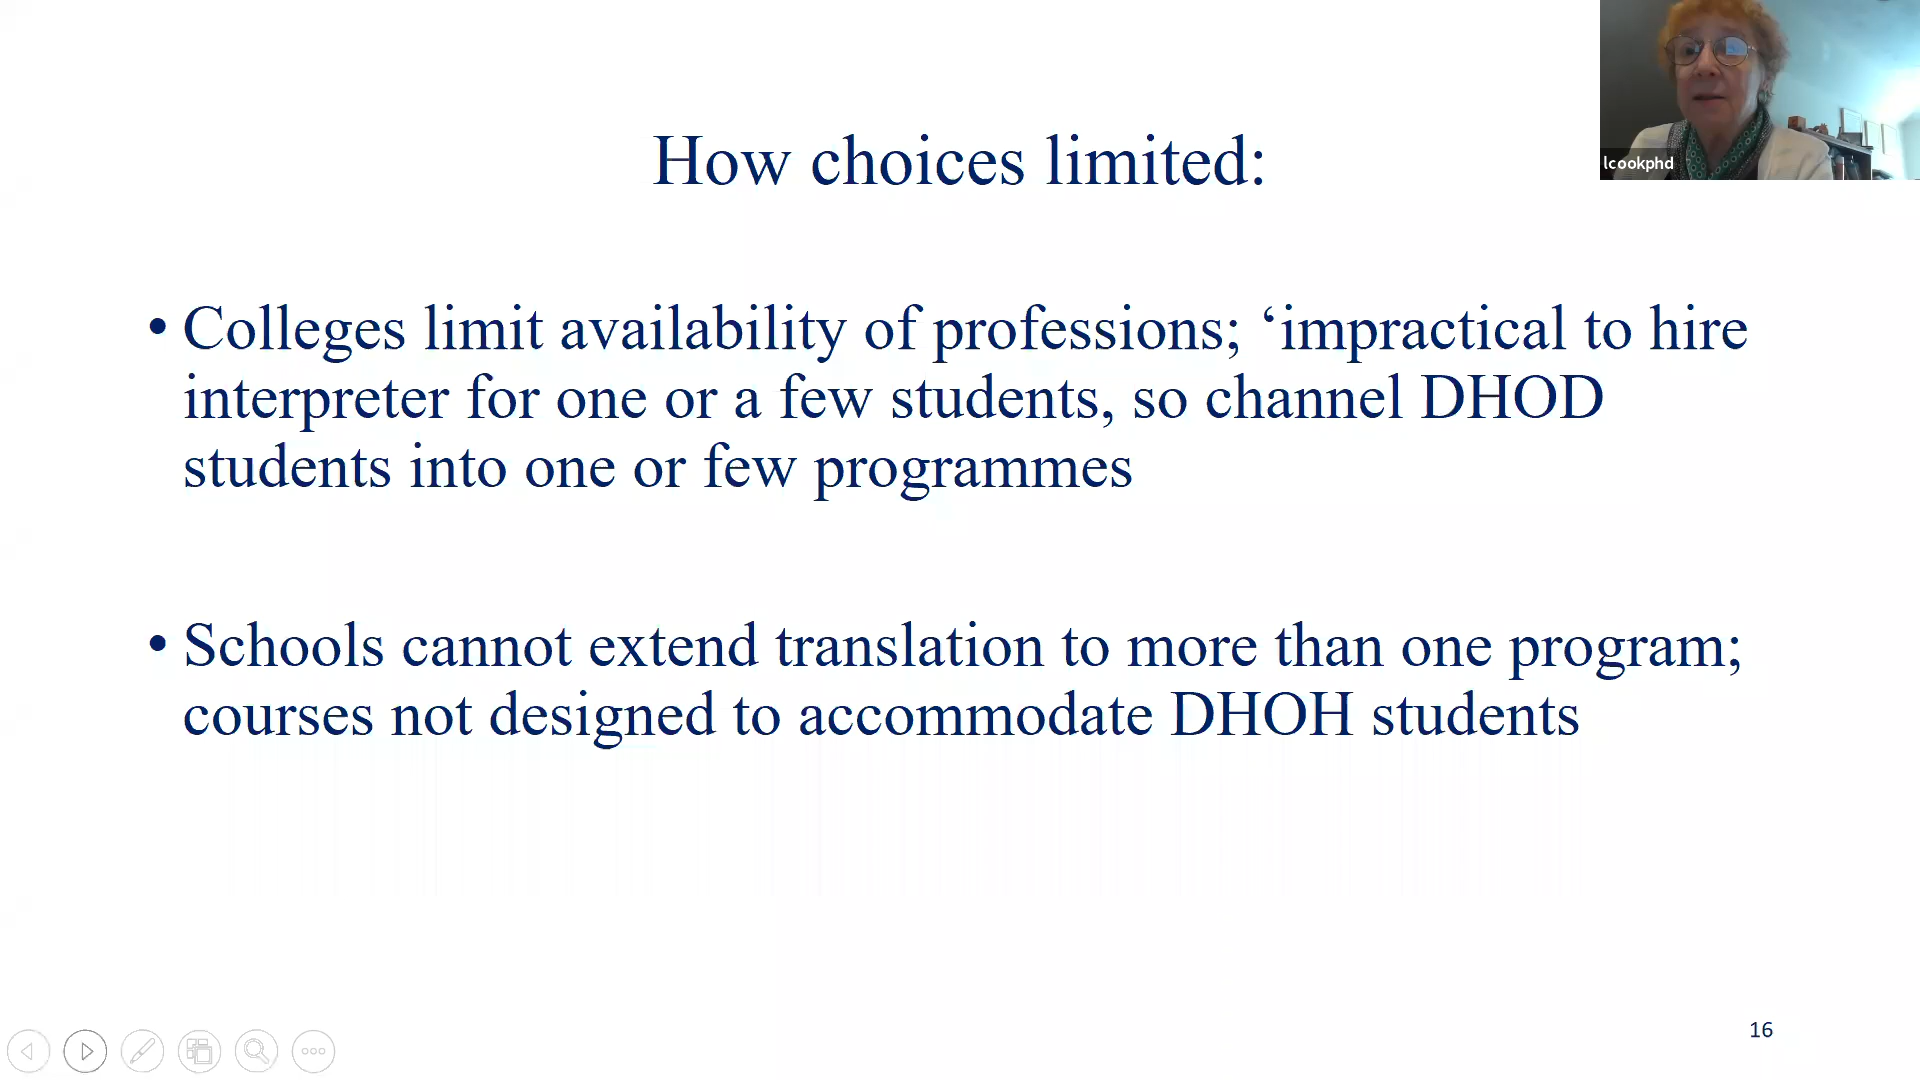 How choices limited:
lcookphd
• Colleges limit availability of professions; ‘impractical to hire
interpreter for one or a few students, so channel DHOD
students into one or few programmes
• Schools cannot extend translation to more than one program;
courses not designed to accommodate DHOH students
16